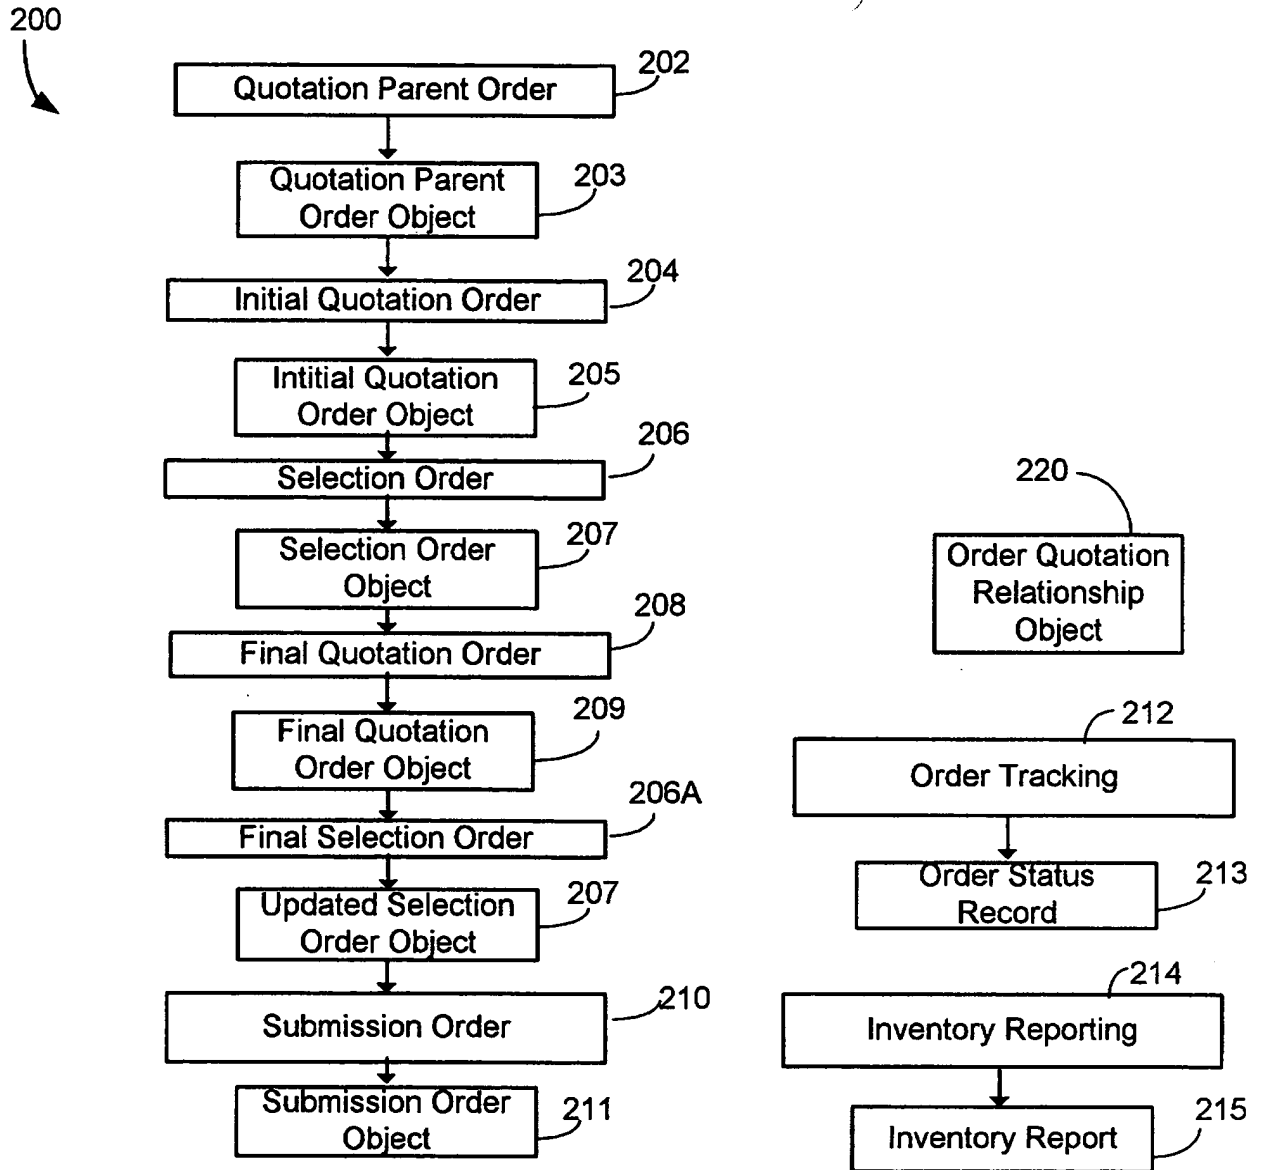 200
202
Quotation Parent Order
203
Quotation Parent
Order Object
204
Initial Quotation Order
205
Intitial Quotation
Order Object
206
Selection Order
207
Selection Order
Object
208
Final Quotation Order
209
Final Quotation
Order Object
206A
Final Selection Order
207
Updated Selection
Order Object
210
Submission Order
211
Submission Order
Object
220
Order Quotation
Relationship
Object
212
Order Tracking
213
Order Status
Record
214
Inventory Reporting
215
Inventory Report